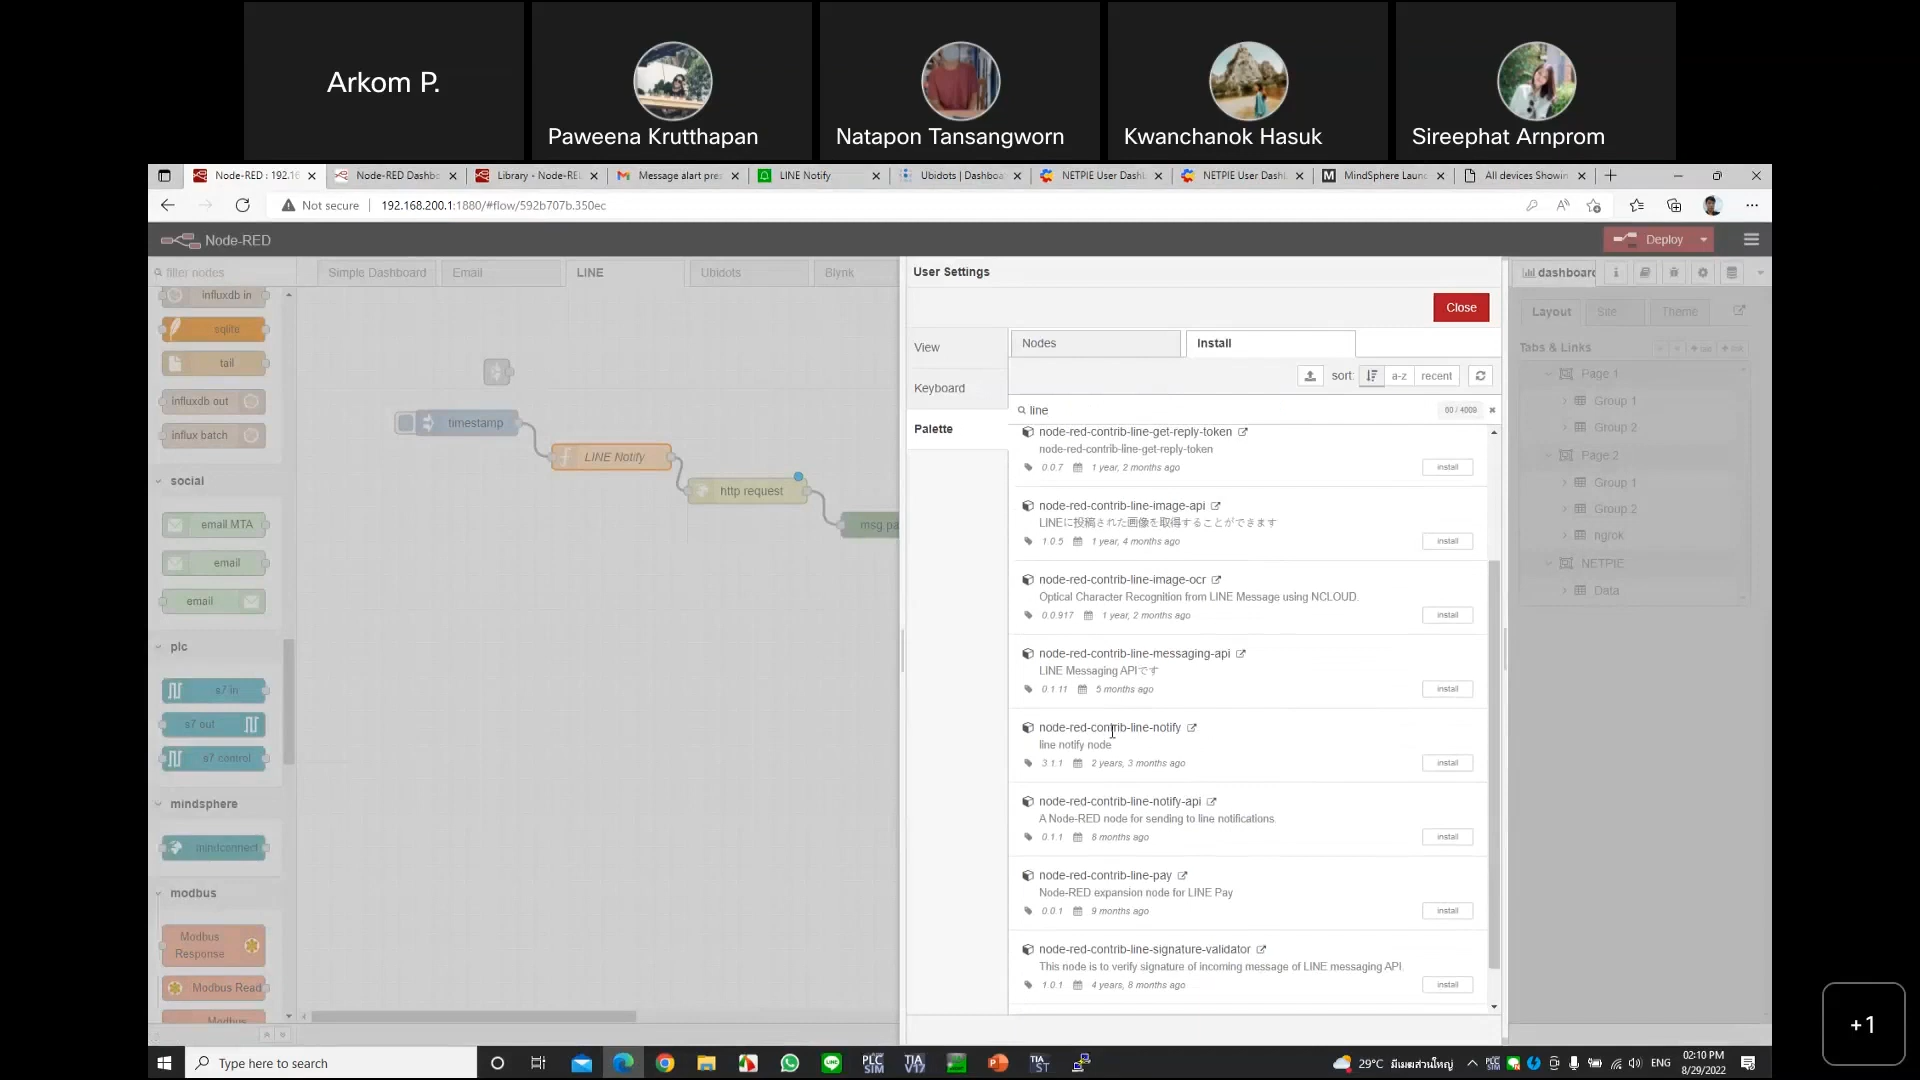 Arkom P.
Paweena Krutthapan
Natapon Tansangworn
Kwanchanok Hasuk
Sireephat Arnprom
Node-RED : 192.16
Node-RED Dashbo
Library - Node-RE
Message alart pre
LINE Notify
Ubidots | Dashboa
NETPIE User Dash
NETPIE User Dash
MindSphere Laun
All devices Showin
Not secure
192.168.200.1:1880/#flow/592b707b.350ec
Node-RED
Deploy
filter nodes
Simple Dashboard
Email
LINE
Ubidots
Blynk
User Settings
dashboard
Close
Layout
Site
Theme
influxdb in
sqlite
tail
influxdb out
influx batch
social
email MTA
email
email
plc
s7 in
s7 out
s7 control
mindsphere
mindconnect
modbus
Modbus
Response
Modbus Read
Modbus
timestamp
LINE Notify
http request
msg pa
View
Keyboard
Palette
Nodes
Install
sort:
a-z
recent
line
60 / 4009
node-red-contrib-line-get-reply-token
node-red-contrib-line-get-reply-token
0.0.7 1 year, 2 months ago
install
node-red-contrib-line-image-api
LINEに投稿された画像を取得することができます
1.0.5 1 year, 4 months ago
install
node-red-contrib-line-image-ocr
Optical Character Recognition from LINE Message using NCLOUD.
0.0.917 1 year, 2 months ago
install
node-red-contrib-line-messaging-api
LINE Messaging APIです
0.1.11 5 months ago
install
node-red-contrib-line-notify
line notify node
3.1.1 2 years, 3 months ago
install
node-red-contrib-line-notify-api
A Node-RED node for sending to line notifications.
0.1.1 8 months ago
install
node-red-contrib-line-pay
Node-RED expansion node for LINE Pay
0.0.1 9 months ago
install
node-red-contrib-line-signature-validator
This node is to verify signature of incoming message of LINE messaging API.
1.0.1 4 years, 8 months ago
install
Tabs & Links
Page 1
Group 1
Group 2
Page 2
Group 1
Group 2
ngrok
NETPIE
Data
+1
Type here to search
29°C มีเมฆส่วนใหญ่
ENG
02:10 PM
8/29/2022